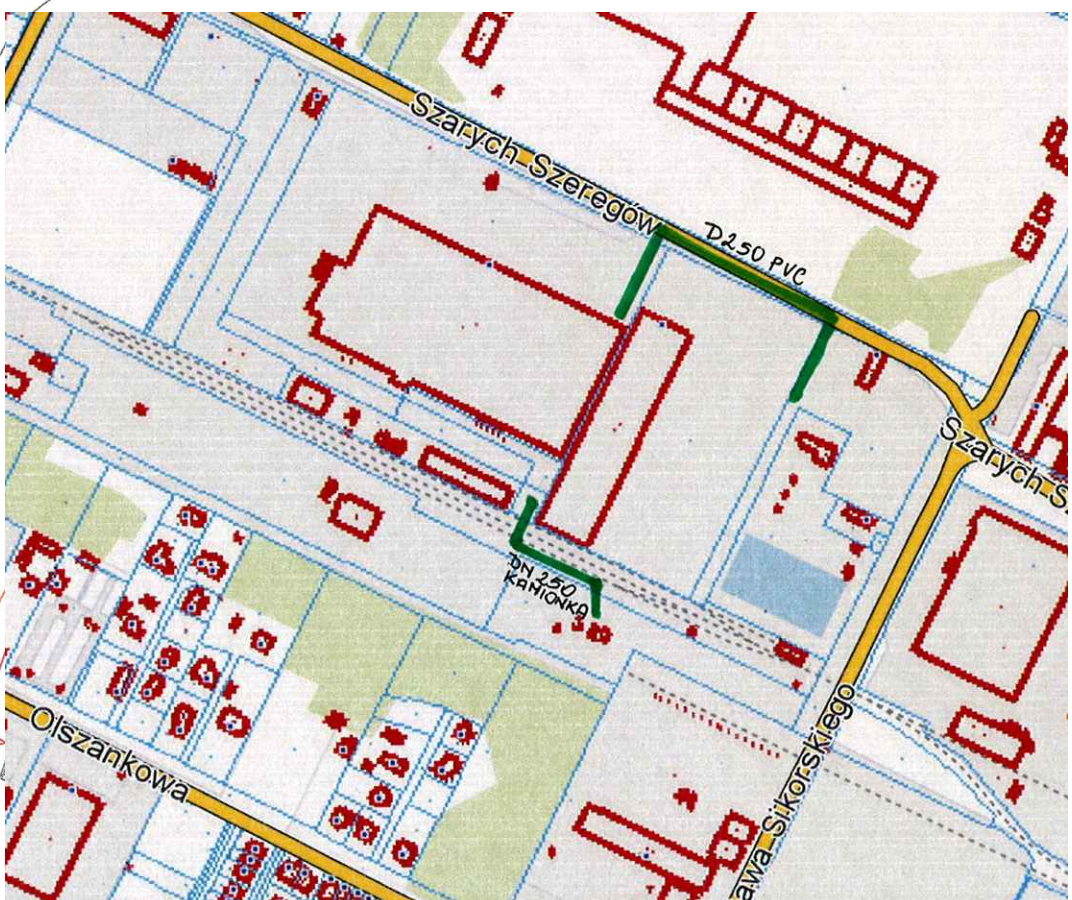 Szarych Szeregów
D250 PVC
Szarych S
DN 250
KAMIONKA
Olszankowa
awa Sikorskiego